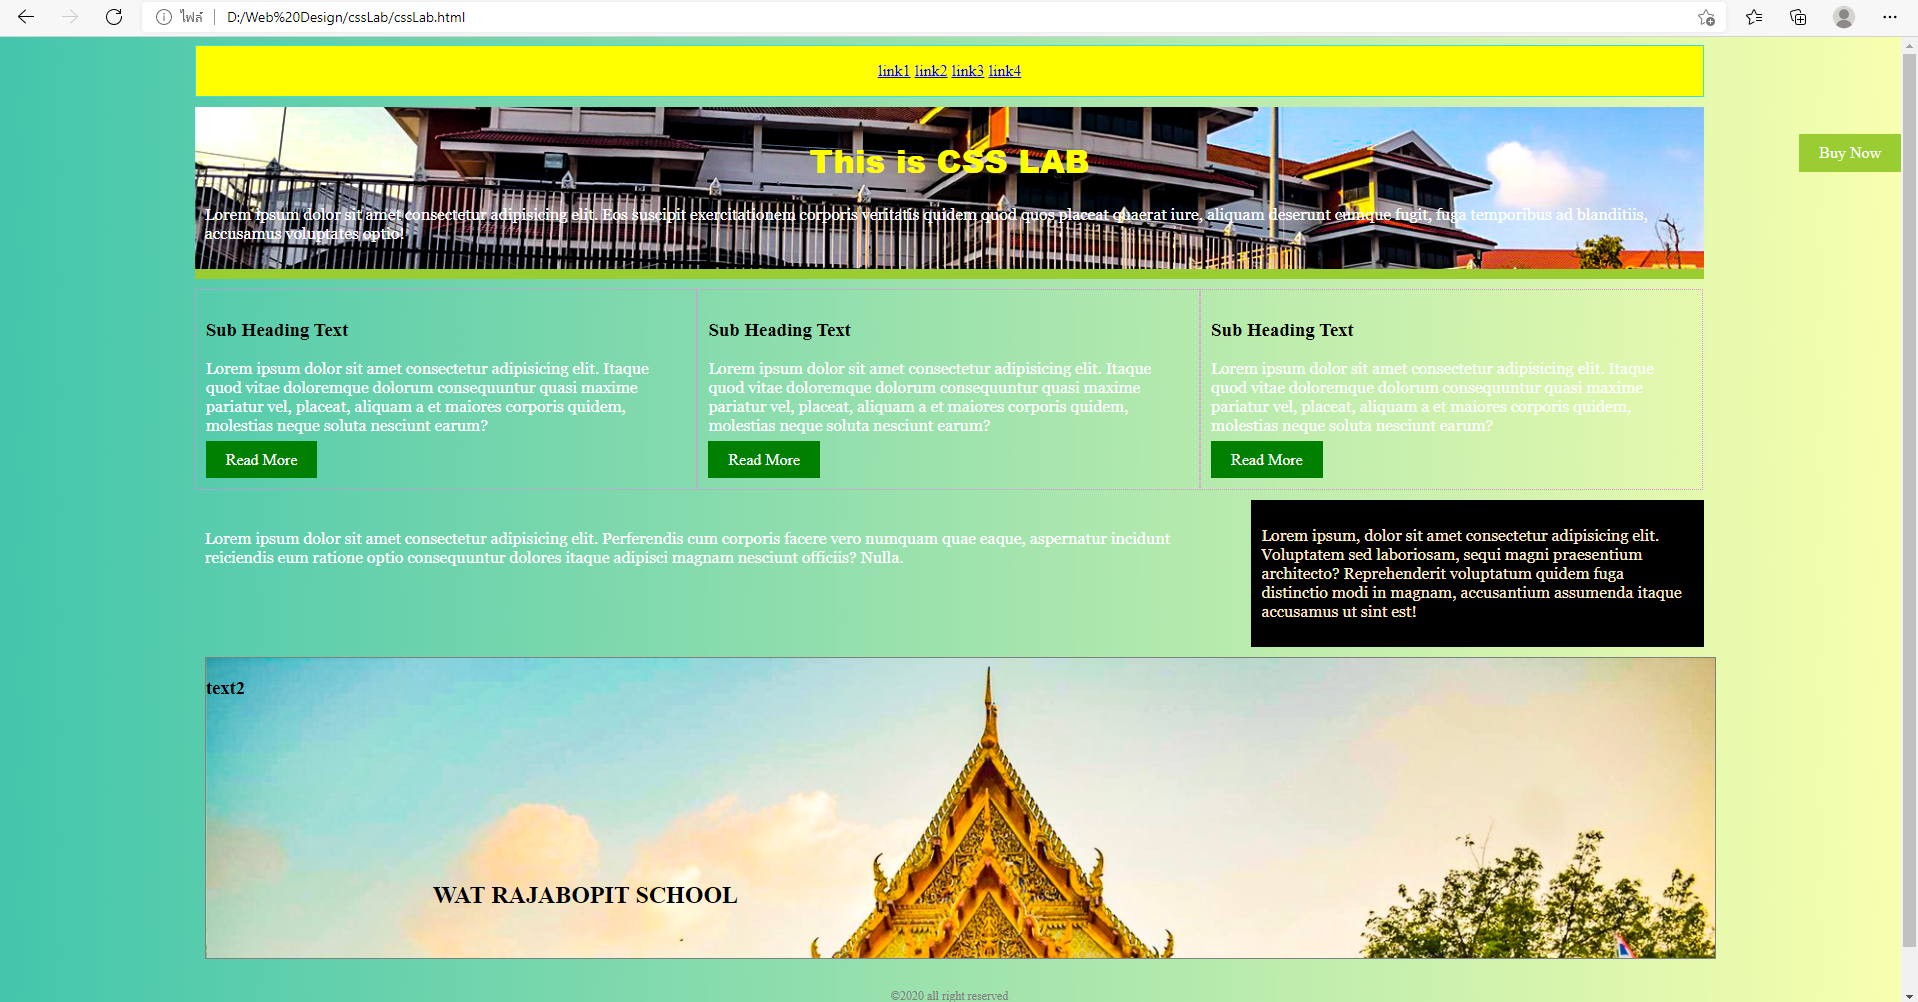 ไฟล์ D:/Web%20Design/cssLab/cssLab.html
link1 link2 link3 link4
This is CSS LAB
Buy Now
Lorem ipsum dolor sit amet consectetur adipisicing elit. Eos suscipit exercitationem corporis veritatis quidem quod quos placeat quaerat iure, aliquam deserunt cumque fugit, fuga temporibus ad blanditiis,
accusamus voluptates optio!
Sub Heading Text
Lorem ipsum dolor sit amet consectetur adipisicing elit. Itaque
quod vitae doloremque dolorum consequuntur quasi maxime
pariatur vel, placeat, aliquam a et maiores corporis quidem,
molestias neque soluta nesciunt earum?
Read More
Sub Heading Text
Lorem ipsum dolor sit amet consectetur adipisicing elit. Itaque
quod vitae doloremque dolorum consequuntur quasi maxime
pariatur vel, placeat, aliquam a et maiores corporis quidem,
molestias neque soluta nesciunt earum?
Read More
Sub Heading Text
Lorem ipsum dolor sit amet consectetur adipisicing elit. Itaque
quod vitae doloremque dolorum consequuntur quasi maxime
pariatur vel, placeat, aliquam a et maiores corporis quidem,
molestias neque soluta nesciunt earum?
Read More
Lorem ipsum dolor sit amet consectetur adipisicing elit. Perferendis cum corporis facere vero numquam quae eaque, aspernatur incidunt
reiciendis eum ratione optio consequuntur dolores itaque adipisci magnam nesciunt officiis? Nulla.
Lorem ipsum, dolor sit amet consectetur adipisicing elit.
Voluptatem sed laboriosam, sequi magni praesentium
architecto? Reprehenderit voluptatum quidem fuga
distinctio modi in magnam, accusantium assumenda itaque
accusamus ut sint est!
text2
WAT RAJABOPIT SCHOOL
©2020 all right reserved